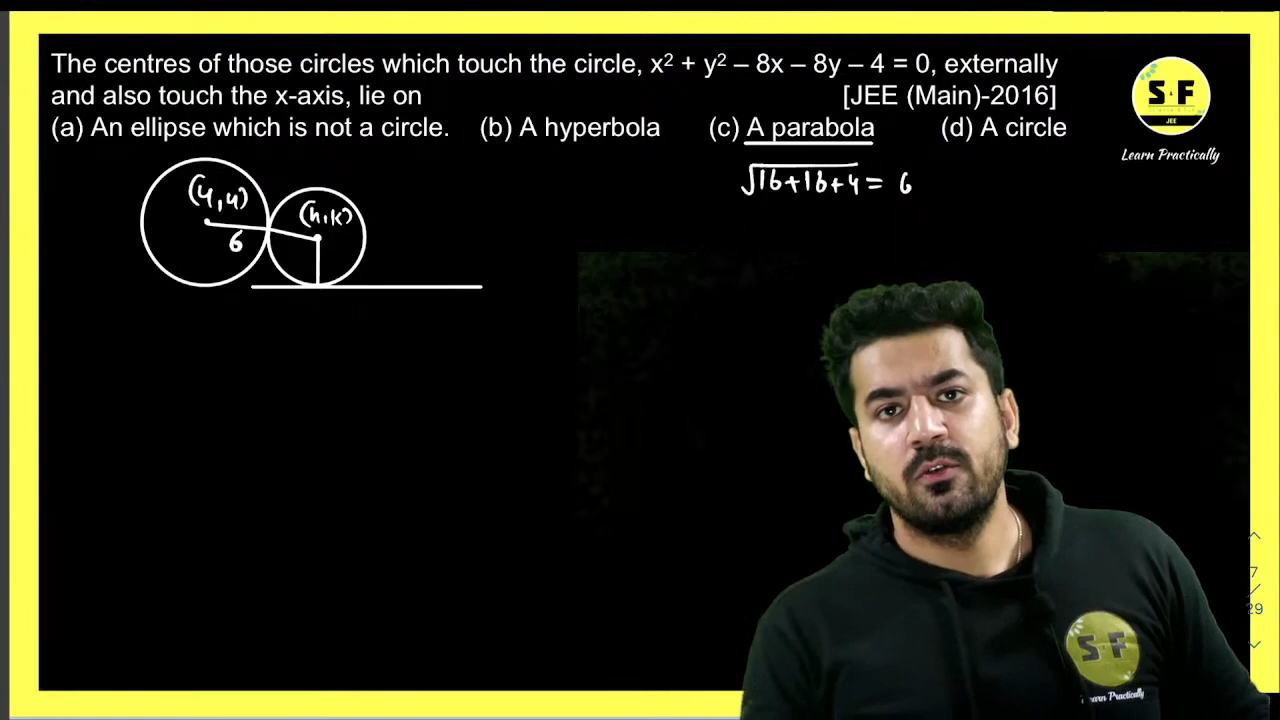 The centres of those circles which touch the circle, x² + y² – 8x – 8y – 4 = 0, externally
and also touch the x-axis, lie on [JEE (Main)-2016]
(a) An ellipse which is not a circle. (b) A hyperbola (c) A parabola (d) A circle
S F
JEE
Learn Practically
√16+16+4 = 6
(4,4)
(h,k)
6
7
29
S F
Learn Practically